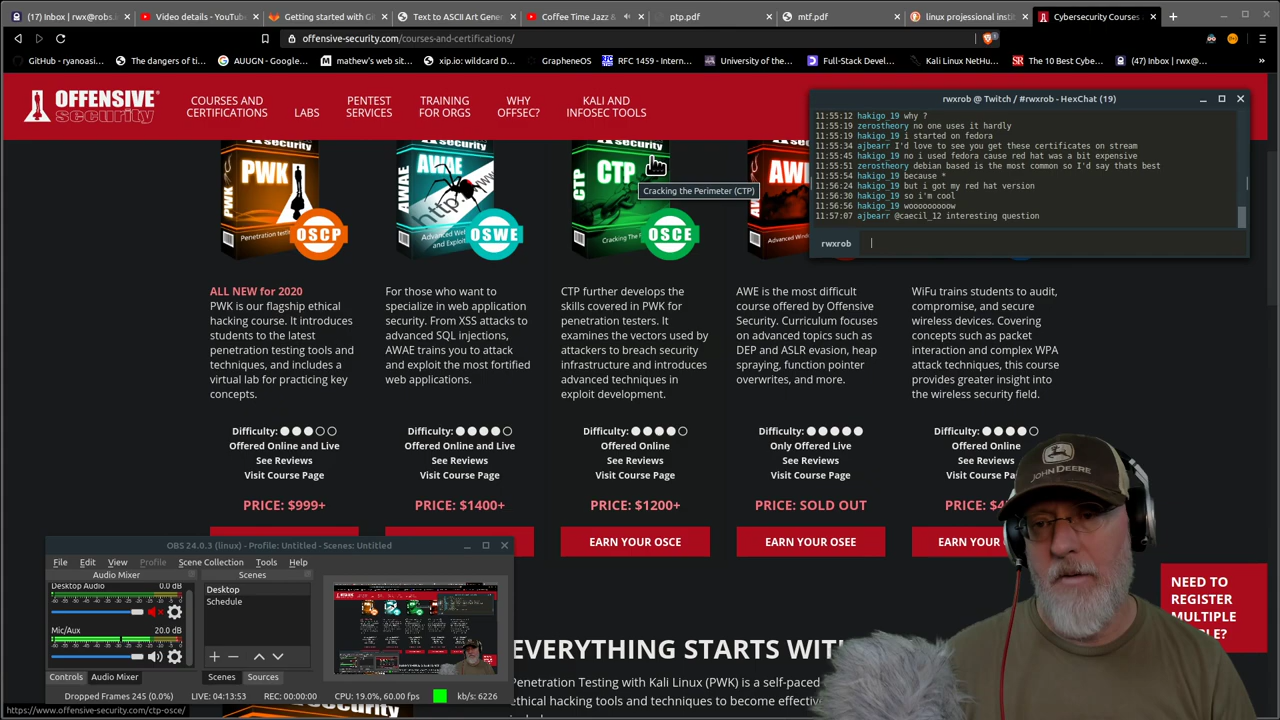 (17) Inbox | rwx@robs.
Video details - YouTube
Getting started with G
Text to ASCII Art Gener
Coffee Time Jazz &
ptp.pdf
mtf.pdf
linux projessional insti
Cybersecurity Courses
offensive-security.com/courses-and-certifications/
GitHub - ryanoasi...
The dangers of ti...
AUUGN - Google...
mathew's web sit...
xip.io: wildcard D...
GrapheneOS
RFC 1459 - Intern...
University of the...
Full-Stack Devel...
Kali Linux NetHu...
The 10 Best Cybe...
(47) Inbox | rwx@...
OFFENSIVE
security
COURSES AND
CERTIFICATIONS
LABS
PENTEST
SERVICES
TRAINING
FOR ORGS
WHY
OFFSEC?
KALI AND
INFOSEC TOOLS
rwxrob @ Twitch / #rwxrob - HexChat (19)
11:55:12 hakigo_19 why ?
11:55:19 zerostheory no one uses it hardly
11:55:19 hakigo_19 i started on fedora
11:55:34 ajbearr I'd love to see you get these certificates on stream
11:55:45 hakigo_19 no i used fedora cause red hat was a bit expensive
11:55:51 zerostheory debian based is the most common so I'd say thats best
11:55:54 hakigo_19 because *
11:56:24 hakigo_19 but i got my red hat version
11:56:30 hakigo_19 so i'm cool
11:56:56 hakigo_19 wooooooooow
11:57:07 ajbearr @caecil_12 interesting question
rwxrob
PWK
OSCP
AWAE
AWAE
OSWE
CTP
CTP
OSCE
AWE
Cracking the Perimeter (CTP)
ALL NEW for 2020
PWK is our flagship ethical
hacking course. It introduces
students to the latest
penetration testing tools and
techniques, and includes a
virtual lab for practicing key
concepts.
Difficulty:
Offered Online and Live
See Reviews
Visit Course Page
PRICE: $999+
For those who want to
specialize in web application
security. From XSS attacks to
advanced SQL injections,
AWAE trains you to attack
and exploit the most fortified
web applications.
Difficulty:
Offered Online and Live
See Reviews
Visit Course Page
PRICE: $1400+
CTP further develops the
skills covered in PWK for
penetration testers. It
examines the vectors used by
attackers to breach security
infrastructure and introduces
advanced techniques in
exploit development.
Difficulty:
Offered Online
See Reviews
Visit Course Page
PRICE: $1200+
EARN YOUR OSCE
AWE is the most difficult
course offered by Offensive
Security. Curriculum focuses
on advanced topics such as
DEP and ASLR evasion, heap
spraying, function pointer
overwrites, and more.
Difficulty:
Only Offered Live
See Reviews
Visit Course Page
PRICE: SOLD OUT
EARN YOUR OSEE
WiFu trains students to audit,
compromise, and secure
wireless devices. Covering
concepts such as packet
interaction and complex WPA
attack techniques, this course
provides greater insight into
the wireless security field.
Difficulty:
Offered Online
See Reviews
Visit Course
PRICE:
EARN YOUR
JOHN DEERE
NEED TO
REGISTER
MULTIPLE
EVERYTHING STARTS WIT
Penetration Testing with Kali Linux (PWK) is a self-paced
ethical hacking tools and techniques to become effective
OBS 24.0.3 (linux) - Profile: Untitled - Scenes: Untitled
File Edit View Profile Scene Collection Tools Help
Audio Mixer
Scenes
Desktop Audio 0.0 dB
Mic/Aux 20.0 dB
Desktop
Schedule
Controls Audio Mixer
Scenes Sources
Dropped Frames 245 (0.0%) LIVE: 04:13:53 REC: 00:00:00 CPU: 19.0%, 60.00 fps kb/s: 6226
https://www.offensive-security.com/ctp-osce/